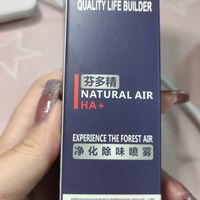 QUALITY LIFE BUILDER
芬多精
NATURAL AIR
HA+
EXPERIENCE THE FOREST AIR
净化除味喷雾